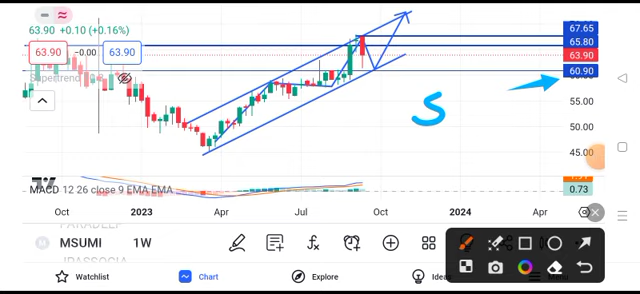 63.90 +0.10 (+0.16%)
63.90 −0.00 63.90
Supertrend
67.65
65.80
63.90
60.90
55.00
50.00
45.00
S
MACD 12 26 close 9 EMA EMA
0.73
Oct 2023 Apr Jul Oct 2024 Apr
MSUMI 1W
Watchlist Chart Explore Ideas Menu